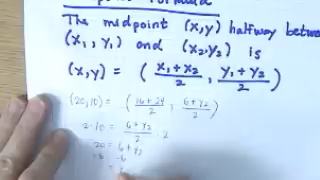 The midpoint (x,y) halfway between
(x₁, y₁) and (x₂, y₂) is
(x,y) = ( x₁ + x₂ / 2 , y₁ + y₂ / 2 )
(20,10) = ( 16 + 24 / 2 , 6 + y₂ / 2 )
2·10 = 6 + y₂ / 2 · 2
20 = 6 + y₂
-6 -6